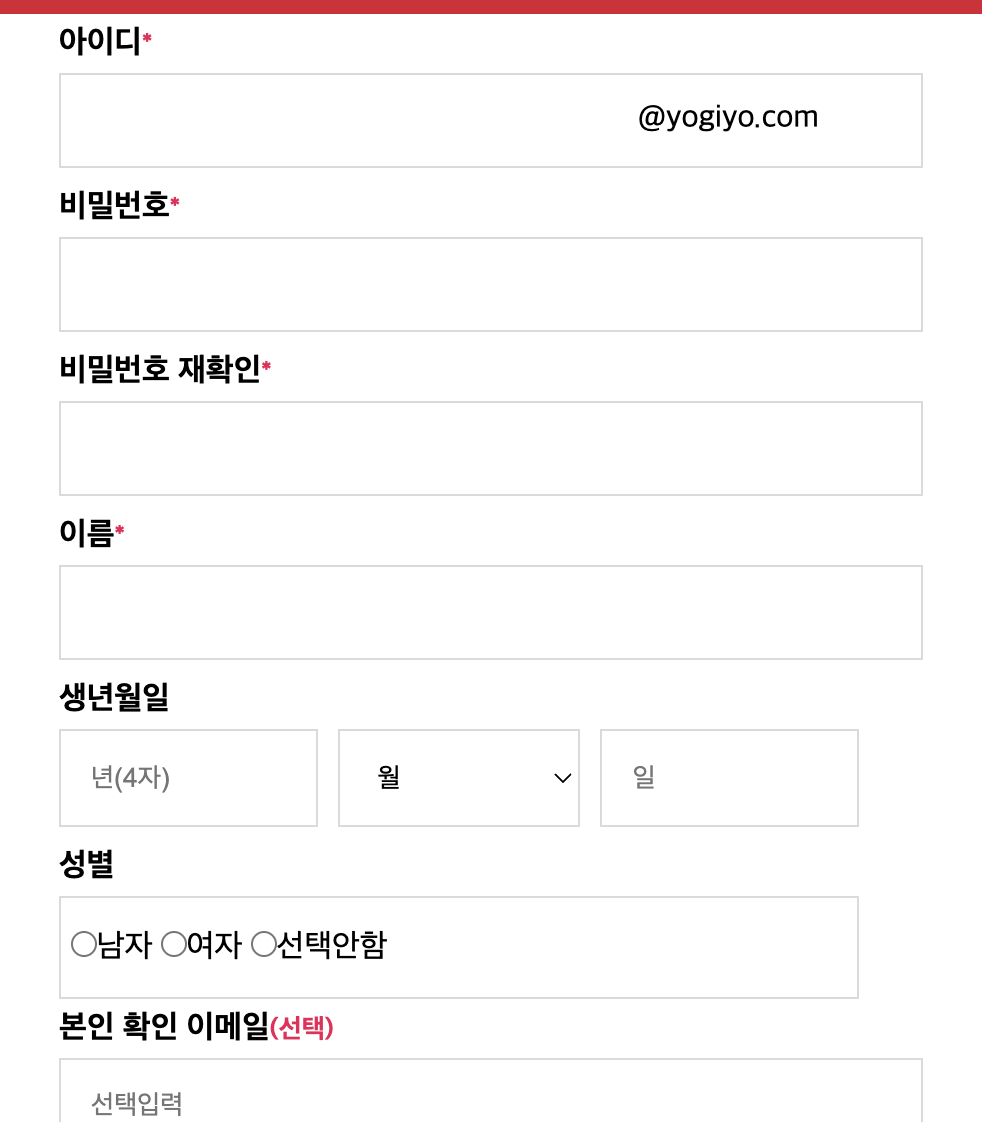 아이디*
@yogiyo.com
비밀번호*
비밀번호 재확인*
이름*
생년월일
년(4자) 월 일
성별
남자 여자 선택안함
본인 확인 이메일(선택)
선택입력